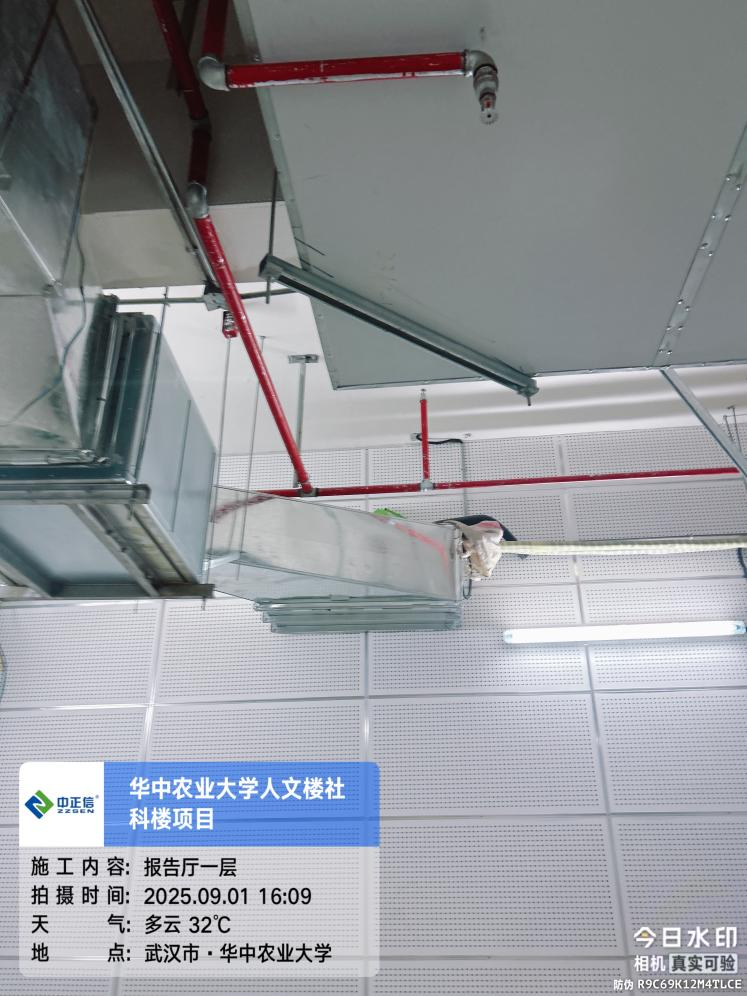 中正信®
ZZSEN
华中农业大学人文楼社
科楼项目
施工内容: 报告厅一层
拍摄时间: 2025.09.01 16:09
天气: 多云 32℃
地点: 武汉市·华中农业大学
今日水印
相机 真实可验
防伪 R9C69K12M4TLCE